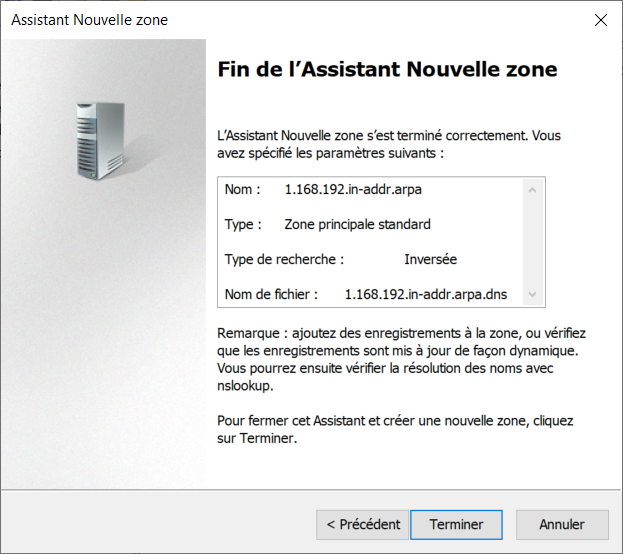 Assistant Nouvelle zone
Fin de l’Assistant Nouvelle zone
L’Assistant Nouvelle zone s’est terminé correctement. Vous
avez spécifié les paramètres suivants :
Nom : 1.168.192.in-addr.arpa
Type : Zone principale standard
Type de recherche : Inversée
Nom de fichier : 1.168.192.in-addr.arpa.dns
Remarque : ajoutez des enregistrements à la zone, ou vérifiez
que les enregistrements sont mis à jour de façon dynamique.
Vous pourrez ensuite vérifier la résolution des noms avec
nslookup.
Pour fermer cet Assistant et créer une nouvelle zone, cliquez
sur Terminer.
< Précédent Terminer Annuler